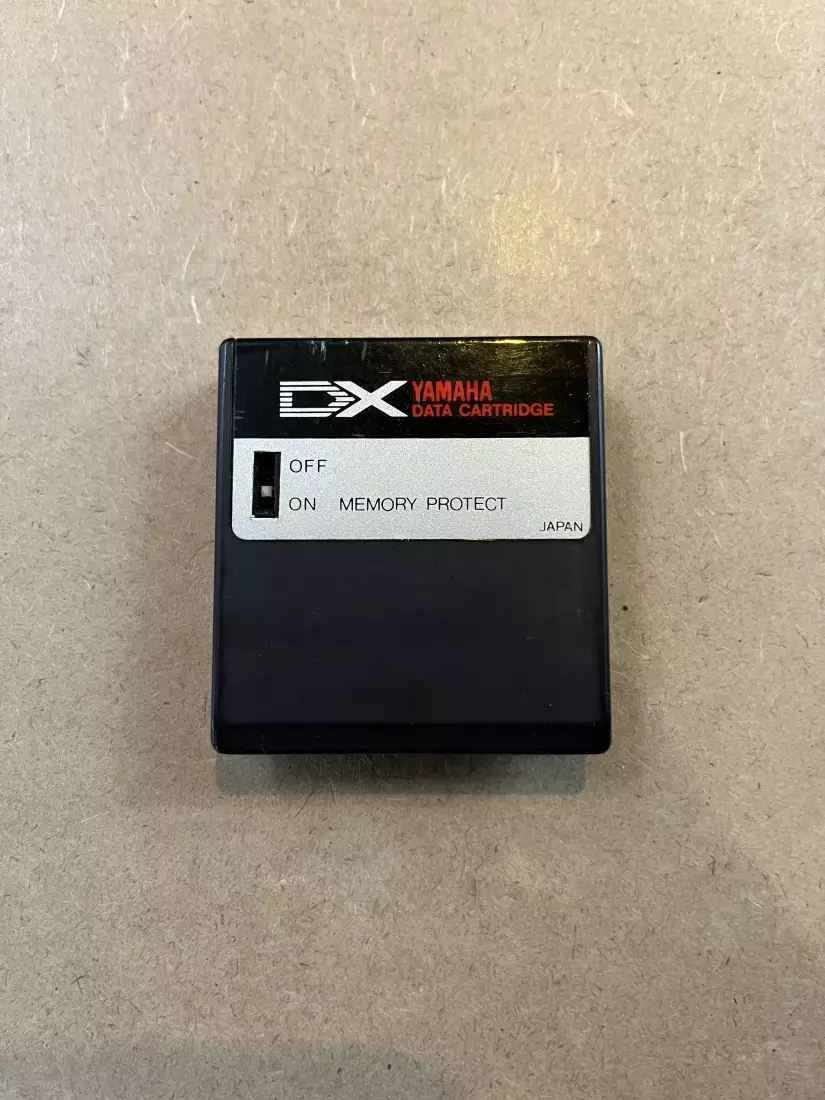 DX YAMAHA
DATA CARTRIDGE
OFF
ON MEMORY PROTECT
JAPAN